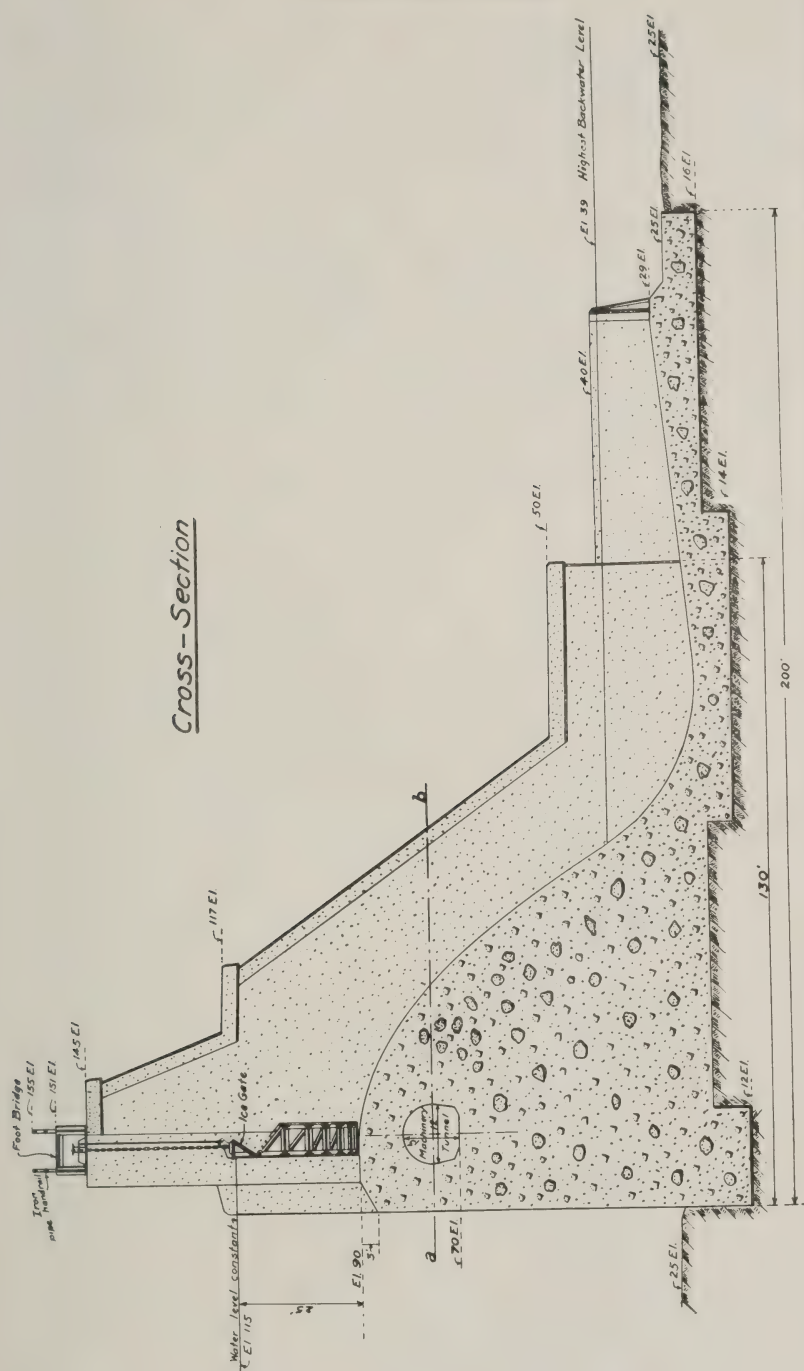 Cross-Section
Foot Bridge
Iron
pipe handrail
155 El.
151 El.
145 El.
117 El.
Ice Gate
Water level constant
El 115
25'
El. 90
5'
Machinery
Tunnel
a
b
70 El.
25 El.
12 El.
50 El.
40 El.
El 39 Highest Backwater Level
29 El.
25 El.
25 El.
16 El.
14 El.
130'
200'